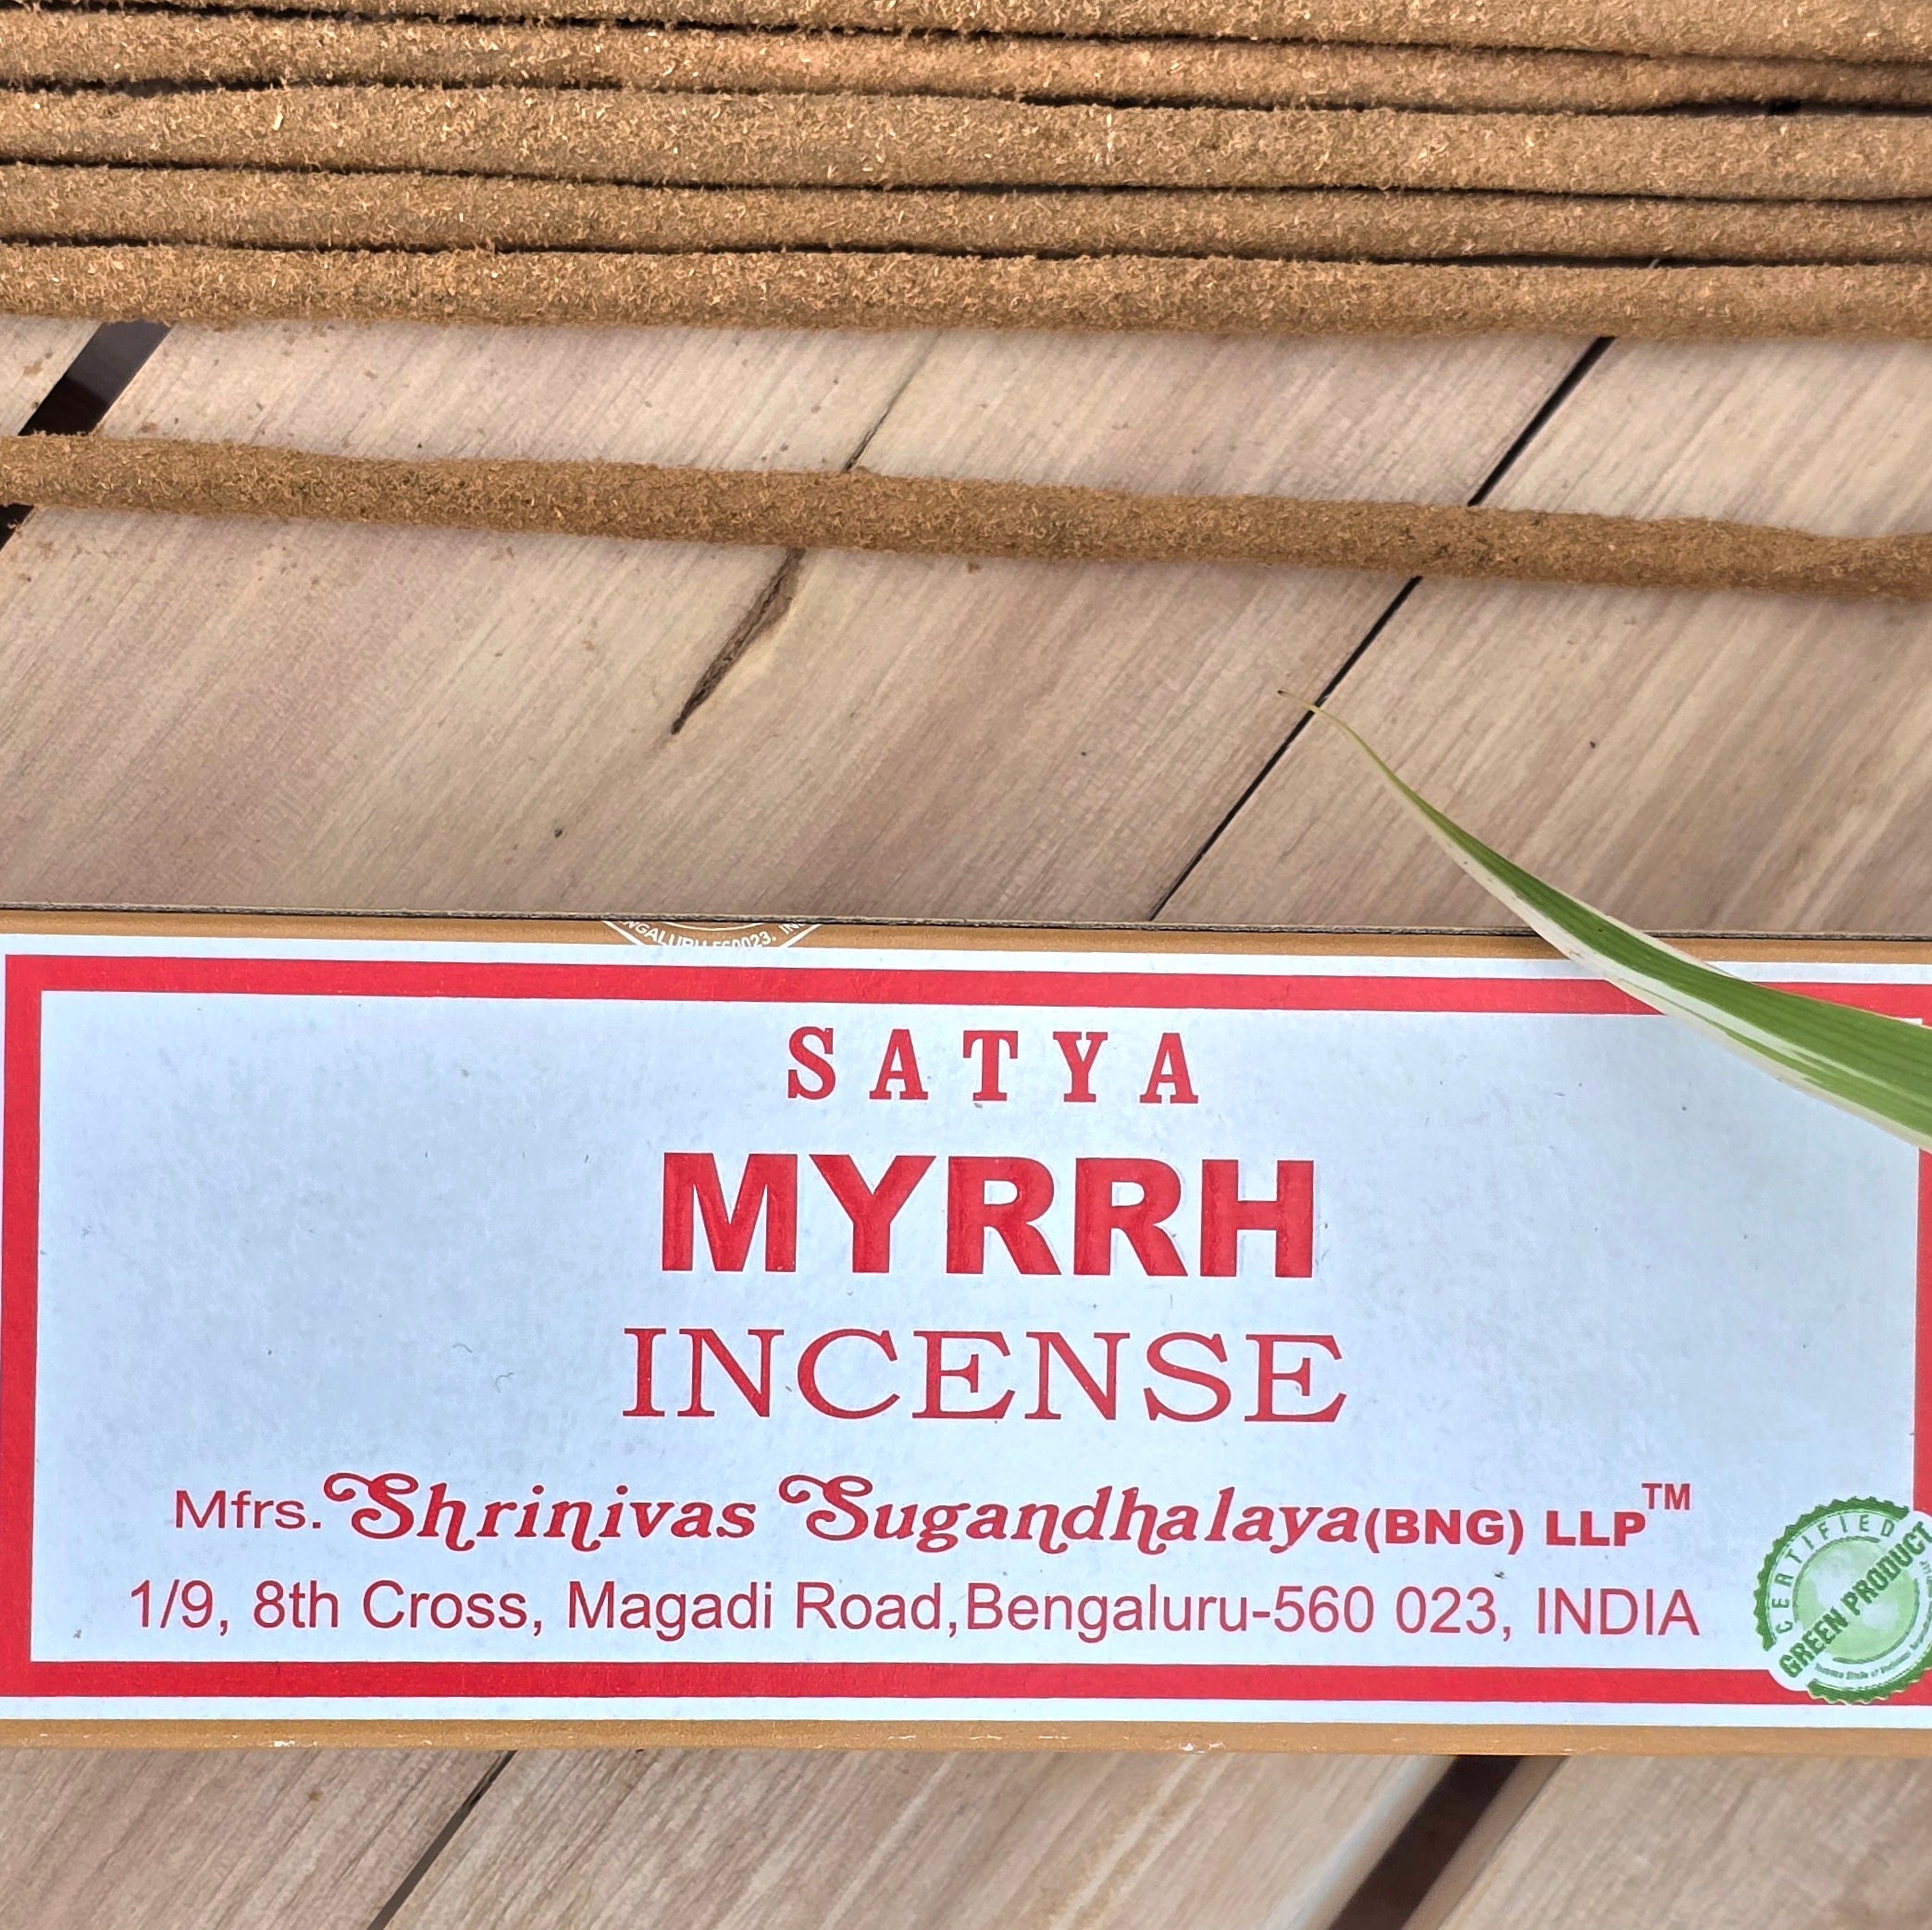 560023.
SATYA
MYRRH
INCENSE
Mfrs. Shrinivas Sugandhalaya(BNG) LLP™
1/9, 8th Cross, Magadi Road,Bengaluru-560 023, INDIA
CERTIFIED
GREEN PRODUCT